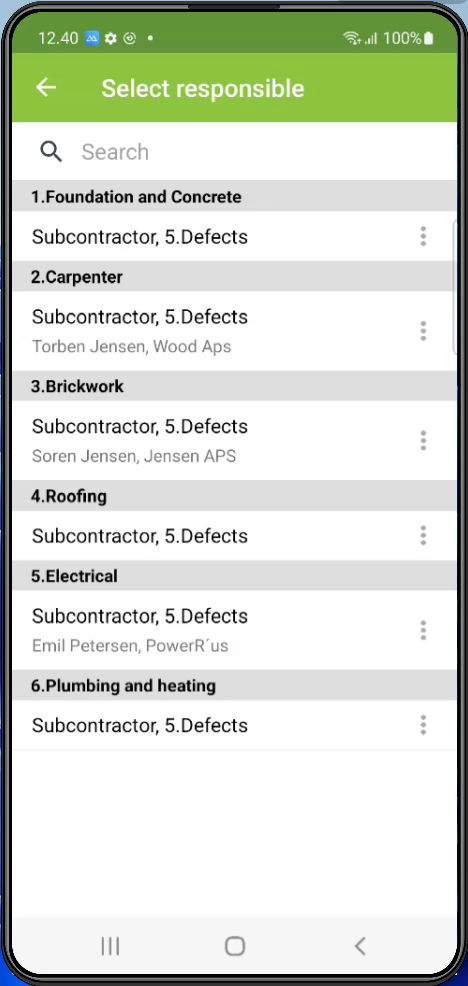 12.40
100%
Select responsible
Search
1.Foundation and Concrete
Subcontractor, 5.Defects
2.Carpenter
Subcontractor, 5.Defects
Torben Jensen, Wood Aps
3.Brickwork
Subcontractor, 5.Defects
Soren Jensen, Jensen APS
4.Roofing
Subcontractor, 5.Defects
5.Electrical
Subcontractor, 5.Defects
Emil Petersen, PowerR´us
6.Plumbing and heating
Subcontractor, 5.Defects